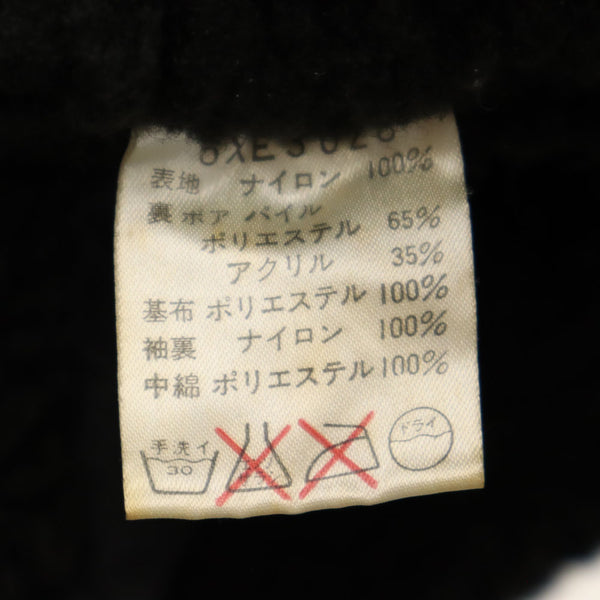 6XE3028
表地 ナイロン 100%
裏 ボア パイル
ポリエステル 65%
アクリル 35%
基布 ポリエステル 100%
袖裏 ナイロン 100%
中綿 ポリエステル 100%
手洗イ
30
ドライ